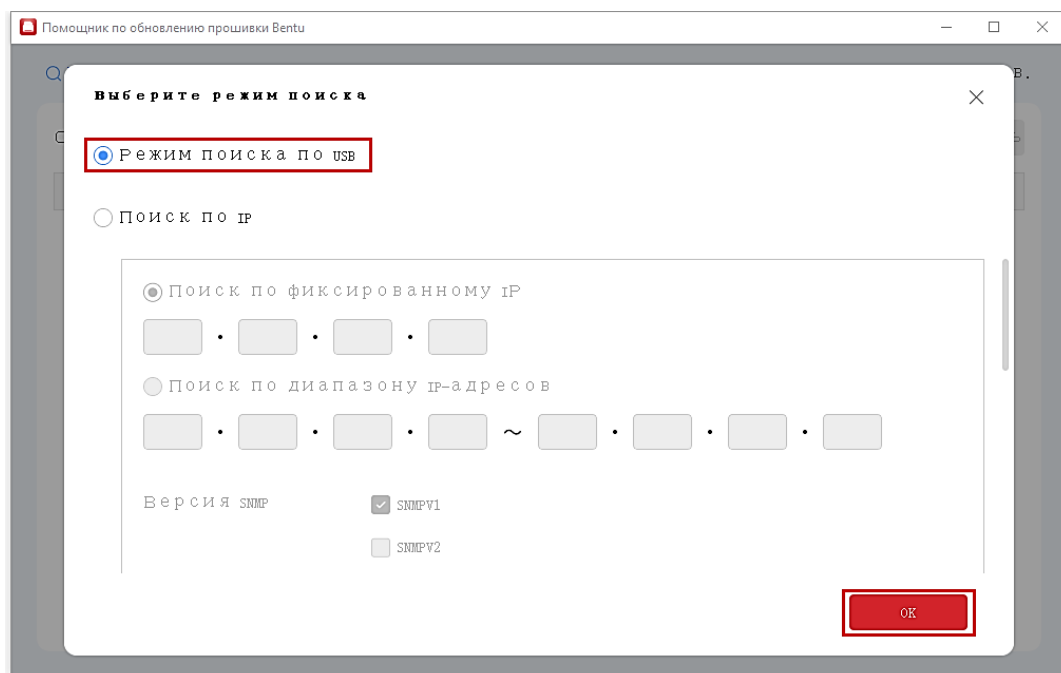 Помощник по обновлению прошивки Bentu
Выберите режим поиска
Режим поиска по USB
Поиск по IP
Поиск по фиксированному IP
. . .
Поиск по диапазону IP-адресов
. . . ~ . . .
Версия SNMP
SNMPV1
SNMPV2
OK